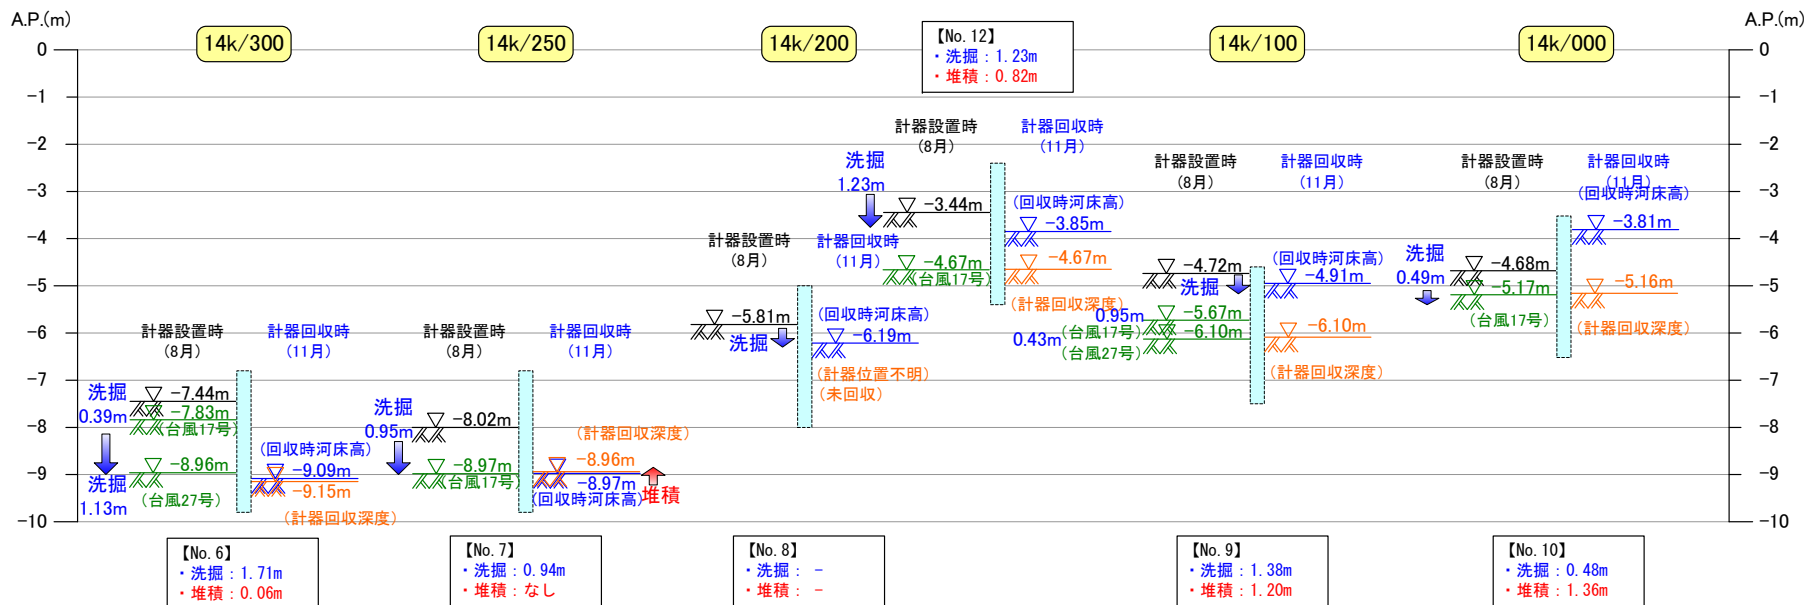 A.P.(m)
A.P.(m)
14k/300
14k/250
14k/200
14k/100
14k/000
【No.12】
・洗掘：1.23m
・堆積：0.82m
0
-1
-2
-3
-4
-5
-6
-7
-8
-9
-10
0
-1
-2
-3
-4
-5
-6
-7
-8
-9
-10
計器設置時
(8月)
計器回収時
(11月)
洗掘
0.39m
-7.44m
-7.83m
(台風17号)
-8.96m
(台風27号)
洗掘
1.13m
(回収時河床高)
-9.09m
-9.15m
(計器回収深度)
計器設置時
(8月)
計器回収時
(11月)
洗掘
0.95m
-8.02m
-8.97m
(台風17号)
(計器回収深度)
-8.96m
-8.97m
(回収時河床高)
堆積
計器設置時
(8月)
計器回収時
(11月)
-5.81m
洗掘
(回収時河床高)
-6.19m
(計器位置不明)
(未回収)
計器設置時
(8月)
計器回収時
(11月)
洗掘
1.23m
-3.44m
-4.67m
(台風17号)
(回収時河床高)
-3.85m
-4.67m
(計器回収深度)
計器設置時
(8月)
計器回収時
(11月)
-4.72m
洗掘
0.95m
-5.67m
(台風17号)
0.43m
-6.10m
(台風27号)
(回収時河床高)
-4.91m
-6.10m
(計器回収深度)
計器設置時
(8月)
計器回収時
(11月)
洗掘
0.49m
-4.68m
-5.17m
(台風17号)
(回収時河床高)
-3.81m
-5.16m
(計器回収深度)
【No.6】
・洗掘：1.71m
・堆積：0.06m
【No.7】
・洗掘：0.94m
・堆積：なし
【No.8】
・洗掘： －
・堆積： －
【No.9】
・洗掘：1.38m
・堆積：1.20m
【No.10】
・洗掘：0.48m
・堆積：1.36m